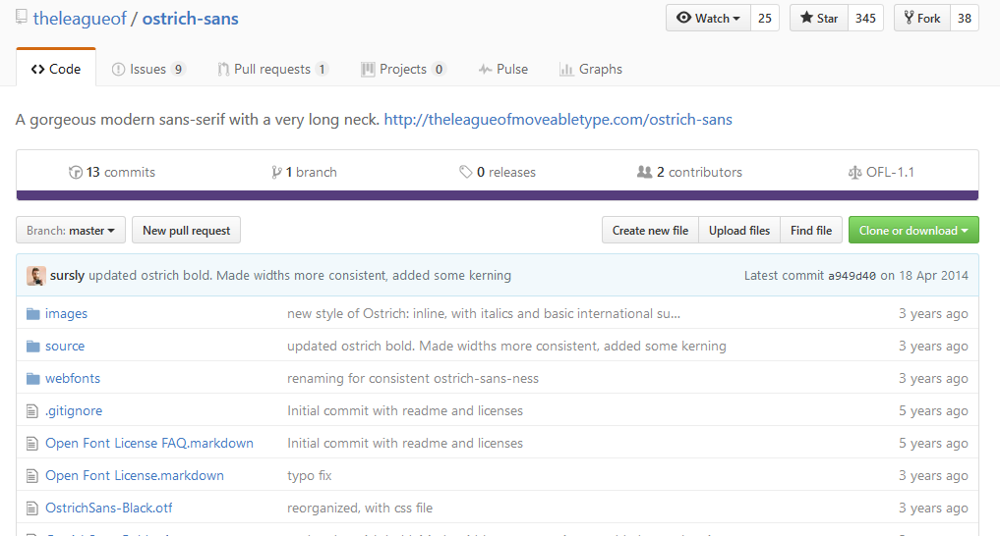 theleagueof / ostrich-sans Watch 25 Star 345 Fork 38
Code Issues 9 Pull requests 1 Projects 0 Pulse Graphs
A gorgeous modern sans-serif with a very long neck. http://theleagueofmoveabletype.com/ostrich-sans
13 commits 1 branch 0 releases 2 contributors OFL-1.1
Branch: master New pull request Create new file Upload files Find file Clone or download
sursly updated ostrich bold. Made widths more consistent, added some kerning Latest commit a949d40 on 18 Apr 2014
images new style of Ostrich: inline, with italics and basic international su… 3 years ago
source updated ostrich bold. Made widths more consistent, added some kerning 3 years ago
webfonts renaming for consistent ostrich-sans-ness 3 years ago
.gitignore Initial commit with readme and licenses 5 years ago
Open Font License FAQ.markdown Initial commit with readme and licenses 5 years ago
Open Font License.markdown typo fix 3 years ago
OstrichSans-Black.otf reorganized, with css file 3 years ago